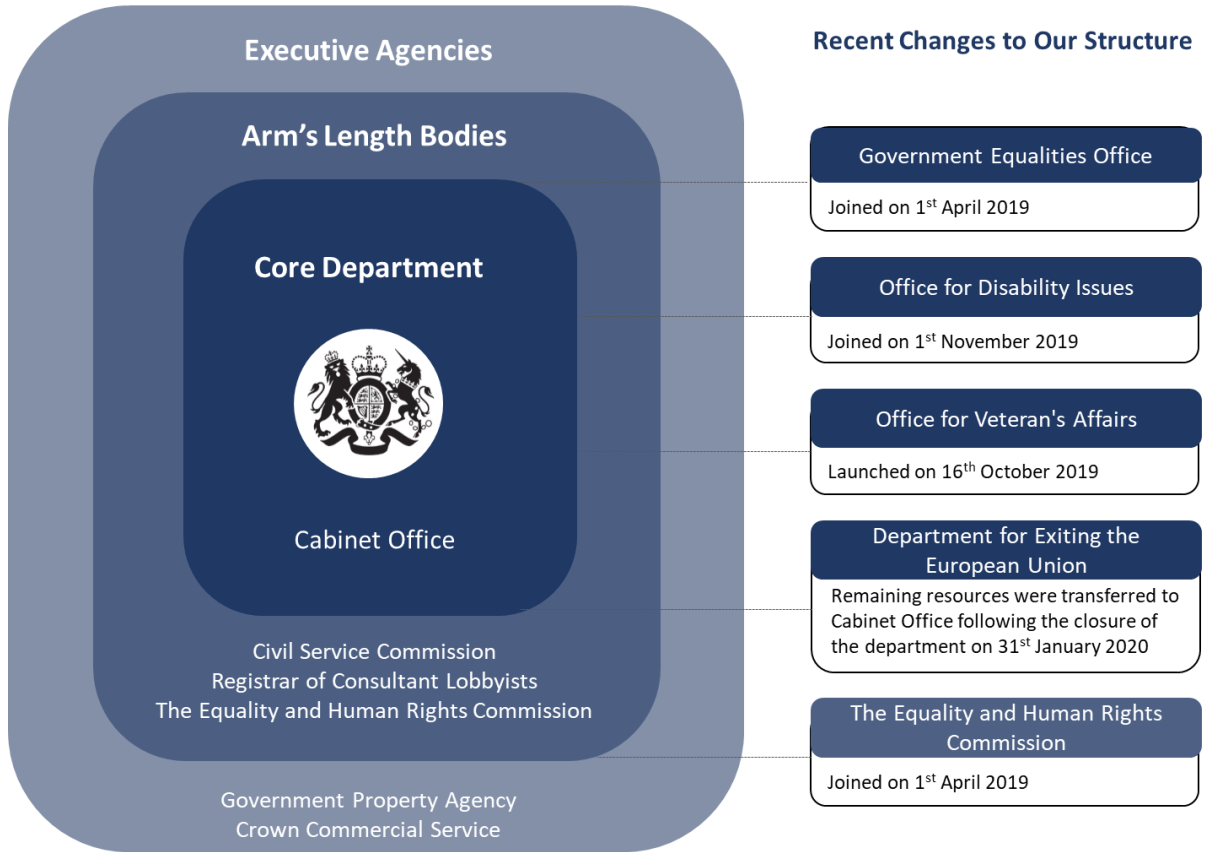 Executive Agencies
Arm's Length Bodies
Core Department
Cabinet Office
Civil Service Commission
Registrar of Consultant Lobbyists
The Equality and Human Rights Commission
Government Property Agency
Crown Commercial Service
Recent Changes to Our Structure
Government Equalities Office
Joined on 1st April 2019
Office for Disability Issues
Joined on 1st November 2019
Office for Veteran's Affairs
Launched on 16th October 2019
Department for Exiting the
European Union
Remaining resources were transferred to
Cabinet Office following the closure of
the department on 31st January 2020
The Equality and Human Rights
Commission
Joined on 1st April 2019